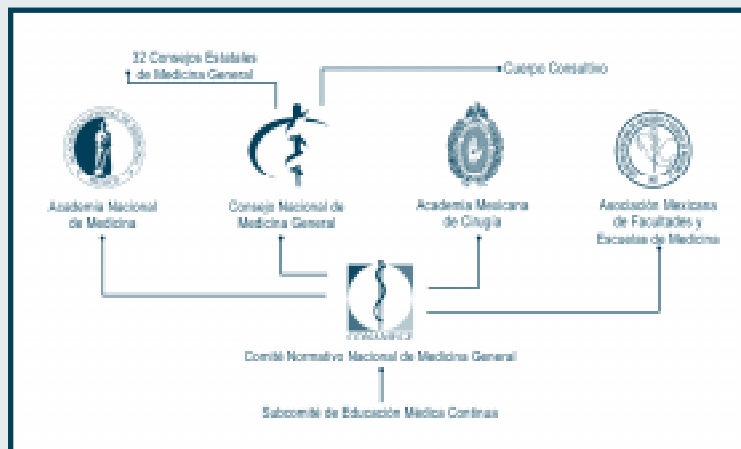 32 Consejos Estatales
de Medicina General
Cuerpo Consultivo
Academia Nacional
de Medicina
Consejo Nacional de
Medicina General
Academia Mexicana
de Cirugía
Asociación Mexicana
de Facultades y
Escuelas de Medicina
CONAMEGE
Comité Normativo Nacional de Medicina General
Subcomité de Educación Médica Continua